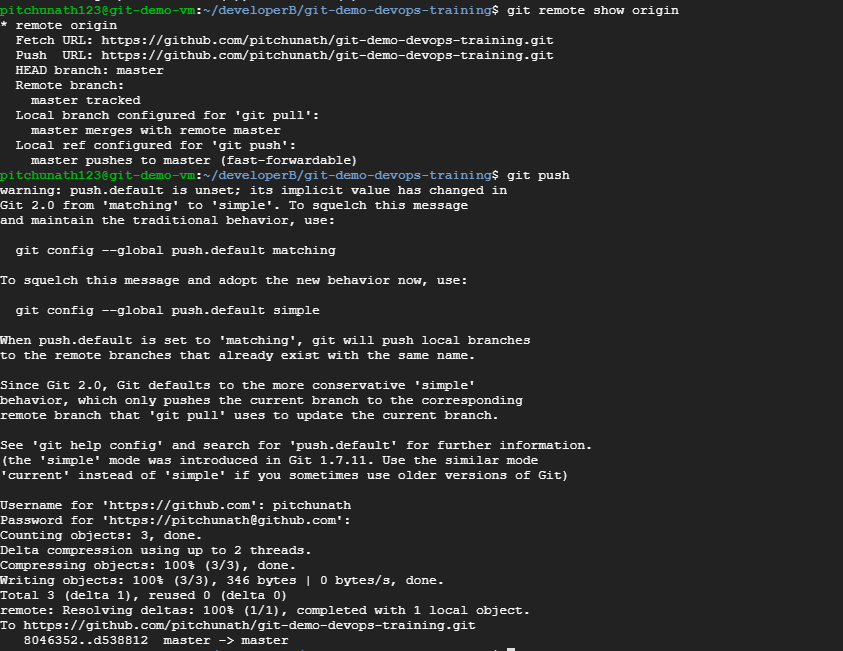 pitchunath123@git-demo-vm:~/developerB/git-demo-devops-training$ git remote show origin
* remote origin
  Fetch URL: https://github.com/pitchunath/git-demo-devops-training.git
  Push  URL: https://github.com/pitchunath/git-demo-devops-training.git
  HEAD branch: master
  Remote branch:
    master tracked
  Local branch configured for 'git pull':
    master merges with remote master
  Local ref configured for 'git push':
    master pushes to master (fast-forwardable)
pitchunath123@git-demo-vm:~/developerB/git-demo-devops-training$ git push
warning: push.default is unset; its implicit value has changed in
Git 2.0 from 'matching' to 'simple'. To squelch this message
and maintain the traditional behavior, use:

  git config --global push.default matching

To squelch this message and adopt the new behavior now, use:

  git config --global push.default simple

When push.default is set to 'matching', git will push local branches
to the remote branches that already exist with the same name.

Since Git 2.0, Git defaults to the more conservative 'simple'
behavior, which only pushes the current branch to the corresponding
remote branch that 'git pull' uses to update the current branch.

See 'git help config' and search for 'push.default' for further information.
(the 'simple' mode was introduced in Git 1.7.11. Use the similar mode
'current' instead of 'simple' if you sometimes use older versions of Git)

Username for 'https://github.com': pitchunath
Password for 'https://pitchunath@github.com':
Counting objects: 3, done.
Delta compression using up to 2 threads.
Compressing objects: 100% (3/3), done.
Writing objects: 100% (3/3), 346 bytes | 0 bytes/s, done.
Total 3 (delta 1), reused 0 (delta 0)
remote: Resolving deltas: 100% (1/1), completed with 1 local object.
To https://github.com/pitchunath/git-demo-devops-training.git
   8046352..d538812  master -> master